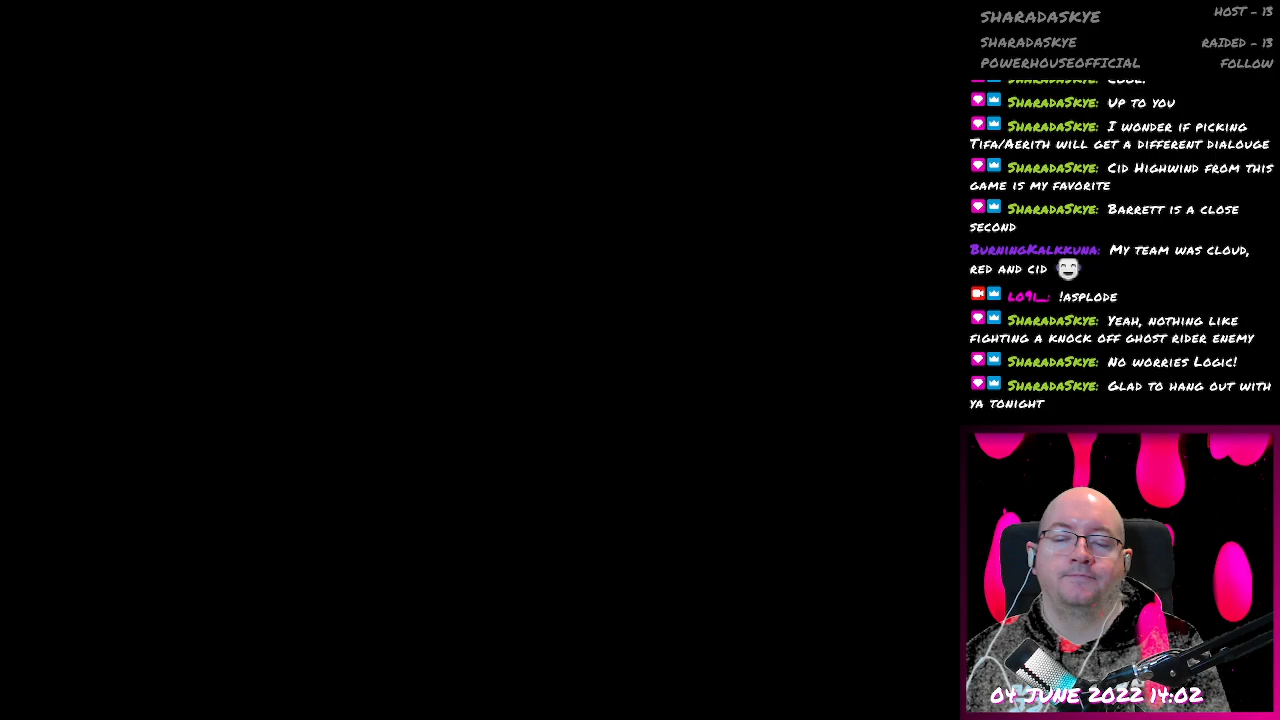 SHARADASKYE HOST - 13
SHARADASKYE RAIDED - 13
POWERHOUSEOFFICIAL FOLLOW
SharadaSkye: Cool!
SharadaSkye: Up to you
SharadaSkye: I wonder if picking
Tifa/Aerith will get a different dialouge
SharadaSkye: Cid Highwind from this
game is my favorite
SharadaSkye: Barrett is a close
second
BurningKalkkuna: My team was cloud,
red and cid
lo9i_: !asplode
SharadaSkye: Yeah, nothing like
fighting a knock off ghost rider enemy
SharadaSkye: No worries Logic!
SharadaSkye: Glad to hang out with
ya tonight
04 JUNE 2022 14:02